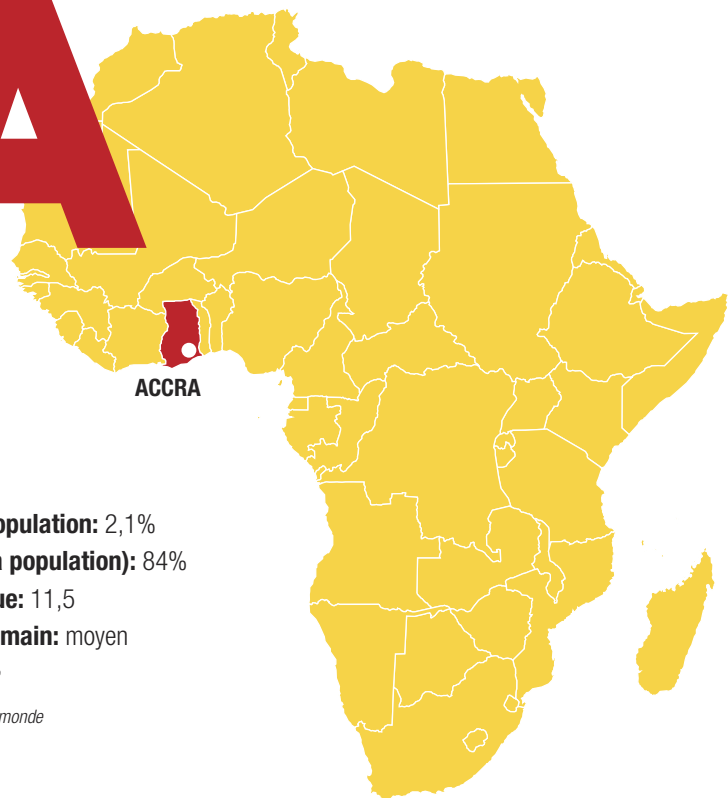 A
ACCRA
opulation: 2,1%
a population): 84%
ue: 11,5
main: moyen
monde